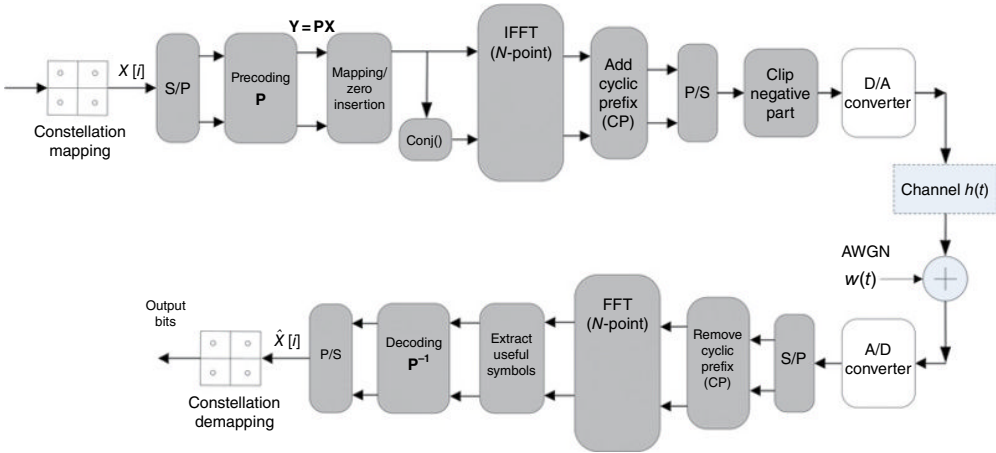 Y = PX
X [i]
Constellation
mapping
S/P
Precoding
P
Mapping/
zero
insertion
Conj()
IFFT
(N-point)
Add
cyclic
prefix
(CP)
P/S
Clip
negative
part
D/A
converter
Channel h(t)
AWGN
w(t)
A/D
converter
S/P
Remove
cyclic
prefix
(CP)
FFT
(N-point)
Extract
useful
symbols
Decoding
P⁻¹
P/S
X̂ [i]
Constellation
demapping
Output
bits